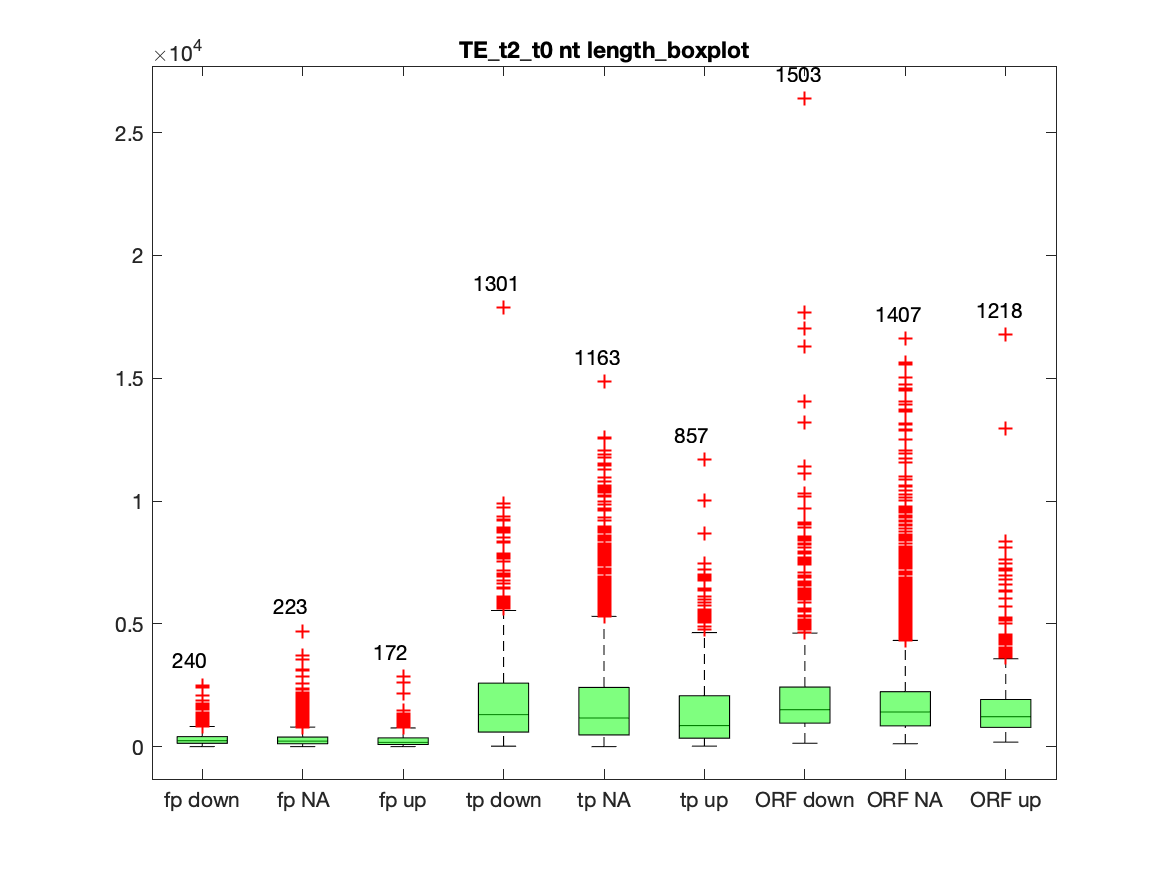 TE_t2_t0 nt length_boxplot
×10⁴
2.5
2
1.5
1
0.5
0
240
223
172
1301
1163
857
1503
1407
1218
fp down
fp NA
fp up
tp down
tp NA
tp up
ORF down
ORF NA
ORF up